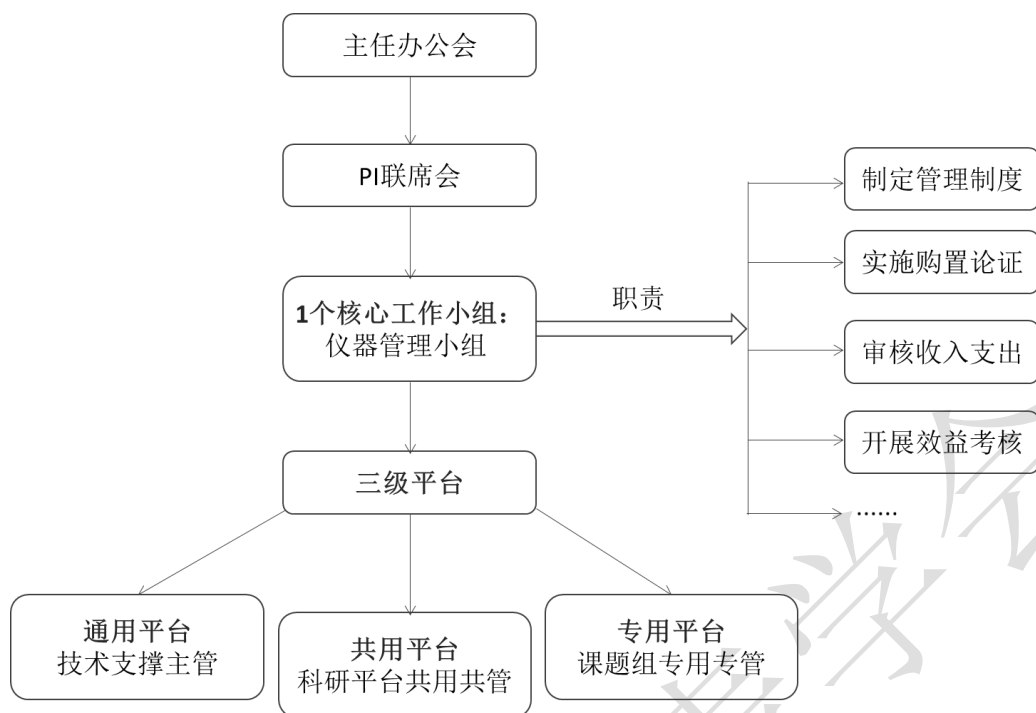 主任办公会
PI联席会
1个核心工作小组：
仪器管理小组
职责
制定管理制度
实施购置论证
审核收入支出
开展效益考核
……
三级平台
通用平台
技术支撑主管
共用平台
科研平台共用共管
专用平台
课题组专用专管
学会